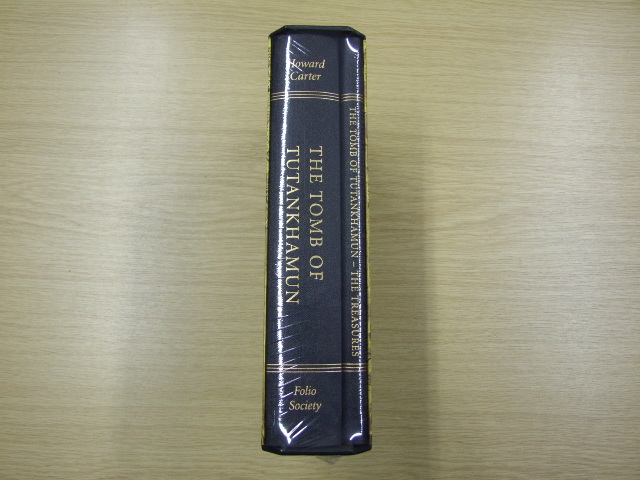 Howard
Carter
THE TOMB OF
TUTANKHAMUN
Folio
Society
THE TOMB OF TUTANKHAMUN – THE TREASURES